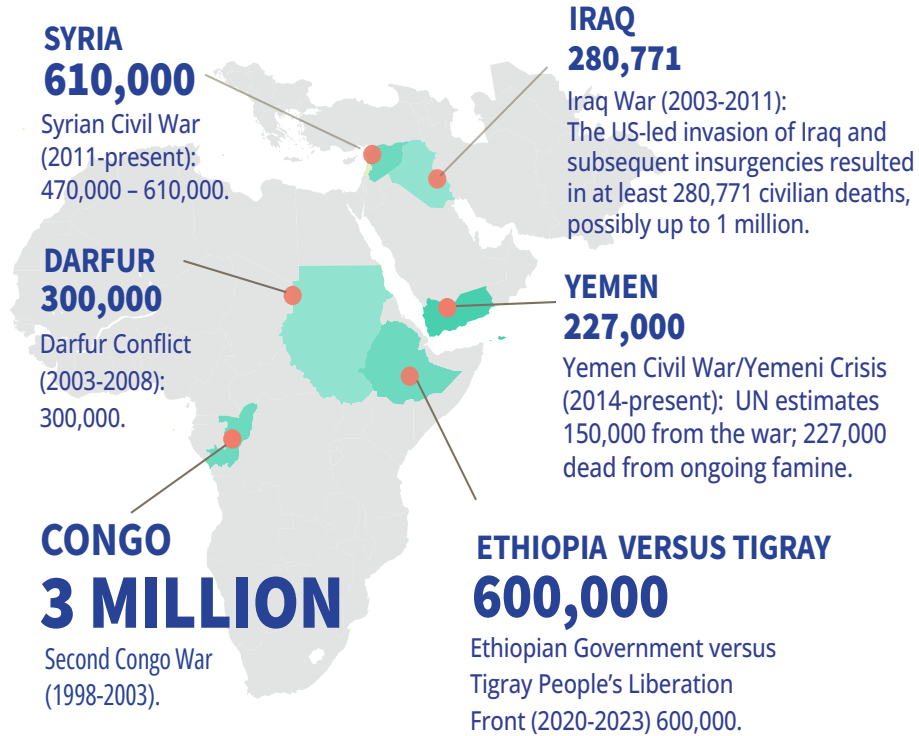 SYRIA
610,000
Syrian Civil War
(2011-present):
470,000 – 610,000.
IRAQ
280,771
Iraq War (2003-2011):
The US-led invasion of Iraq and
subsequent insurgencies resulted
in at least 280,771 civilian deaths,
possibly up to 1 million.
DARFUR
300,000
Darfur Conflict
(2003-2008):
300,000.
YEMEN
227,000
Yemen Civil War/Yemeni Crisis
(2014-present): UN estimates
150,000 from the war; 227,000
dead from ongoing famine.
CONGO
3 MILLION
Second Congo War
(1998-2003).
ETHIOPIA VERSUS TIGRAY
600,000
Ethiopian Government versus
Tigray People’s Liberation
Front (2020-2023) 600,000.